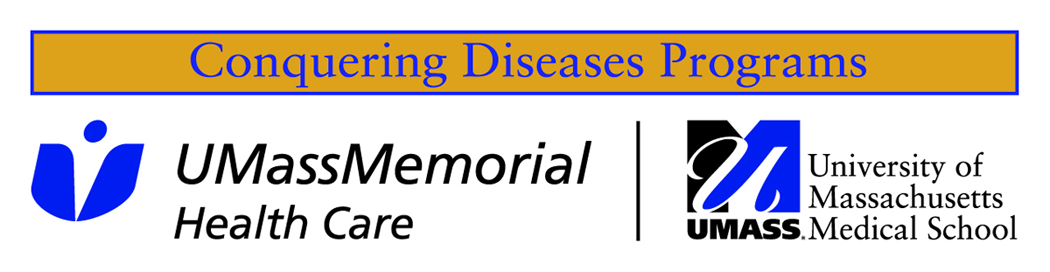 Conquering Diseases Programs
UMassMemorial
Health Care
U
UMASS.
University of
Massachusetts
Medical School